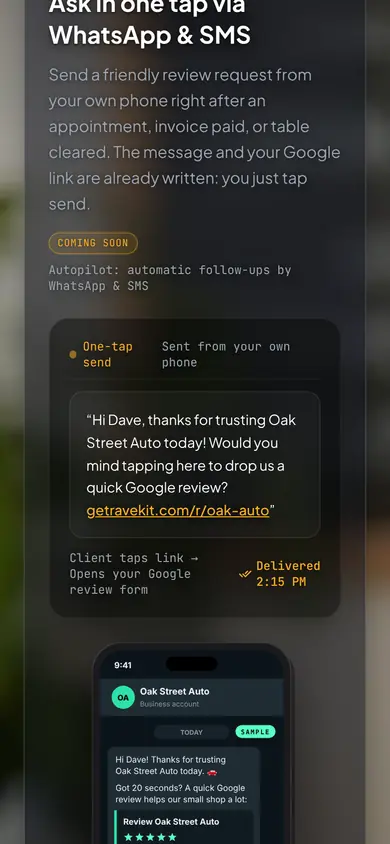 Ask in one tap via
WhatsApp & SMS
Send a friendly review request from
your own phone right after an
appointment, invoice paid, or table
cleared. The message and your Google
link are already written: you just tap
send.
COMING SOON
Autopilot: automatic follow-ups by
WhatsApp & SMS
One-tap
send
Sent from your own
phone
“Hi Dave, thanks for trusting Oak
Street Auto today! Would you
mind tapping here to drop us a
quick Google review?
getravekit.com/r/oak-auto”
Client taps link →
Opens your Google
review form
Delivered
2:15 PM
9:41
OA
Oak Street Auto
Business account
TODAY
SAMPLE
Hi Dave! Thanks for trusting
Oak Street Auto today. 🚗
Got 20 seconds? A quick Google
review helps our small shop a lot:
Review Oak Street Auto
★★★★★